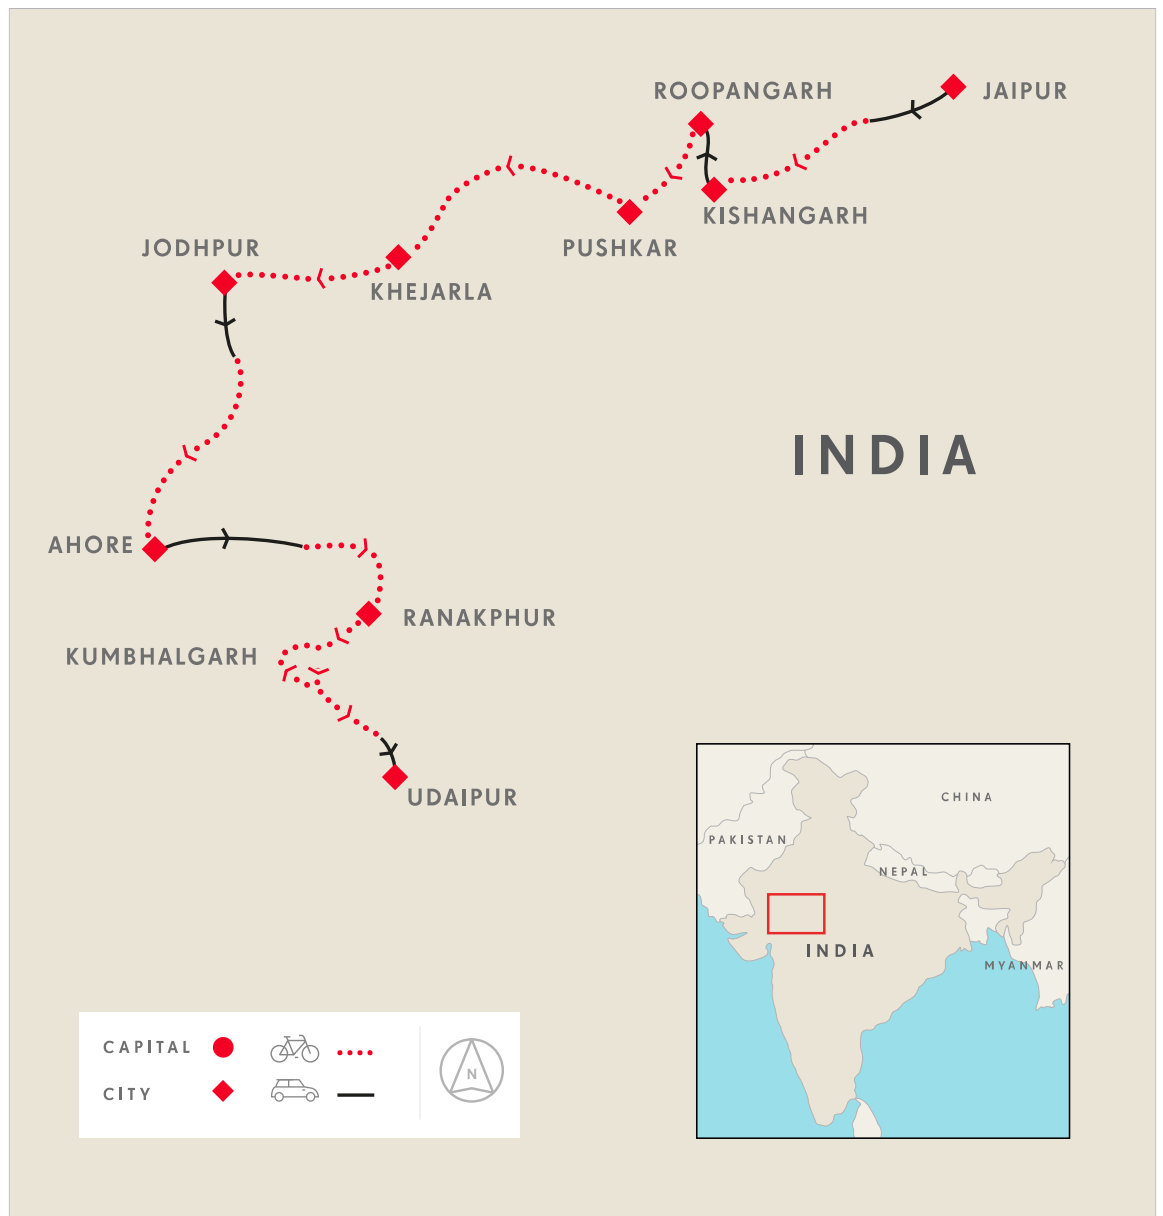 ROOPANGARH
JAIPUR
KISHANGARH
PUSHKAR
JODHPUR
KHEJARLA
INDIA
AHORE
RANAKPHUR
KUMBHALGARH
UDAIPUR
CHINA
PAKISTAN
NEPAL
INDIA
MYANMAR
CAPITAL
CITY
N